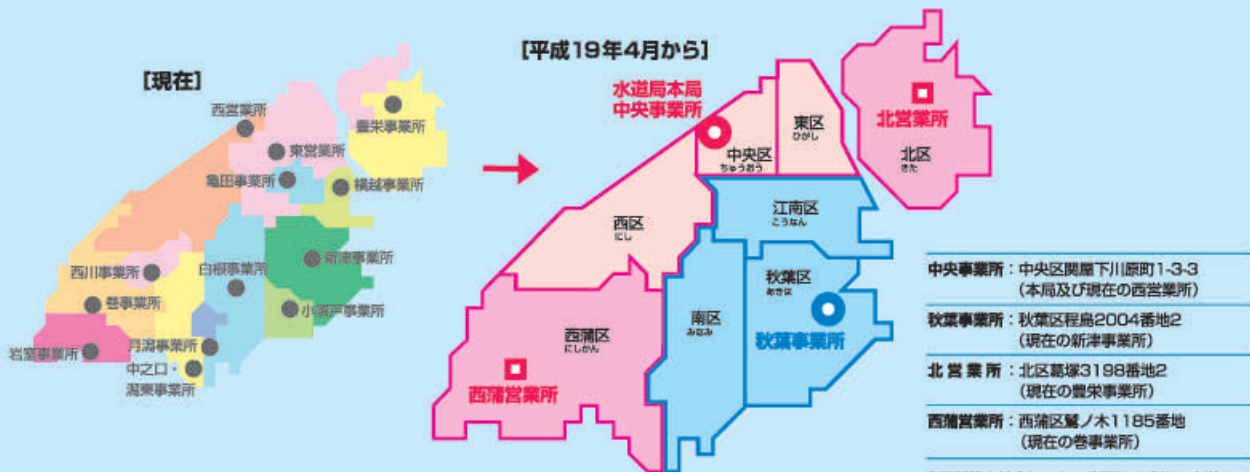 [現在]
西営業所
豊栄事業所
東営業所
亀田事業所
横越事業所
西川事業所
白根事業所
新津事業所
巻事業所
小須戸事業所
岩室事業所
月潟事業所
中之口・
潟東事業所
[平成19年4月から]
水道局本局
中央事業所
東区
ひがし
中央区
ちゅうおう
北営業所
北区
きた
江南区
こうなん
西区
にし
秋葉区
あきは
秋葉事業所
南区
みなみ
西蒲区
にしかん
西蒲営業所
中央事業所:中央区関屋下川原町1-3-3
(本局及び現在の西営業所)
秋葉事業所:秋葉区程島2004番地2
(現在の新津事業所)
北営業所:北区葛塚3198番地2
(現在の豊栄事業所)
西蒲営業所:西蒲区鷲ノ木1185番地
(現在の巻事業所)